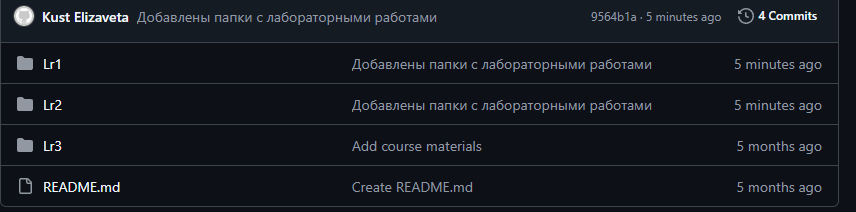 Kust Elizaveta Добавлены папки с лабораторными работами 9564b1a · 5 minutes ago 4 Commits
Lr1 Добавлены папки с лабораторными работами 5 minutes ago
Lr2 Добавлены папки с лабораторными работами 5 minutes ago
Lr3 Add course materials 5 months ago
README.md Create README.md 5 months ago